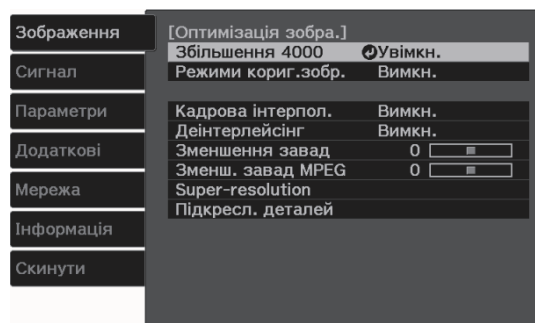 Зображення
Сигнал
Параметри
Додаткові
Мережа
Інформація
Скинути
[Оптимізація зобра.]
Збільшення 4000 Увімкн.
Режими кориг.зобр. Вимкн.
Кадрова інтерпол. Вимкн.
Деінтерлейсінг Вимкн.
Зменшення завад 0
Зменш. завад MPEG 0
Super-resolution
Підкресл. деталей